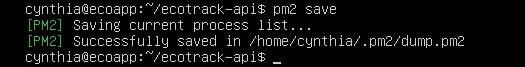 cynthia@ecoapp:~/ecotrack-api$ pm2 save
[PM2] Saving current process list...
[PM2] Successfully saved in /home/cynthia/.pm2/dump.pm2
cynthia@ecoapp:~/ecotrack-api$ _